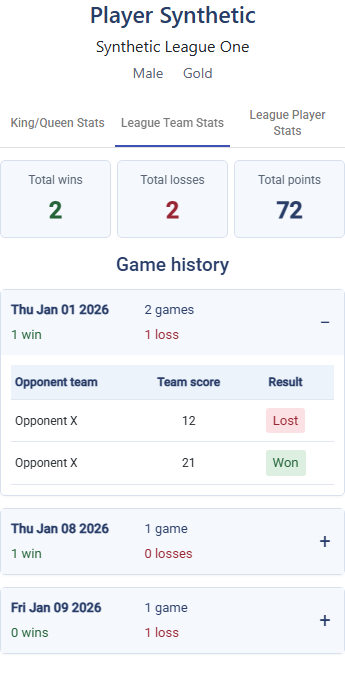 Player Synthetic
Synthetic League One
Male Gold
King/Queen Stats League Team Stats League Player Stats
Total wins Total losses Total points
2 2 72
Game history
Thu Jan 01 2026 2 games
1 win 1 loss
−
Opponent team Team score Result
Opponent X 12 Lost
Opponent X 21 Won
Thu Jan 08 2026 1 game
1 win 0 losses
+
Fri Jan 09 2026 1 game
0 wins 1 loss
+